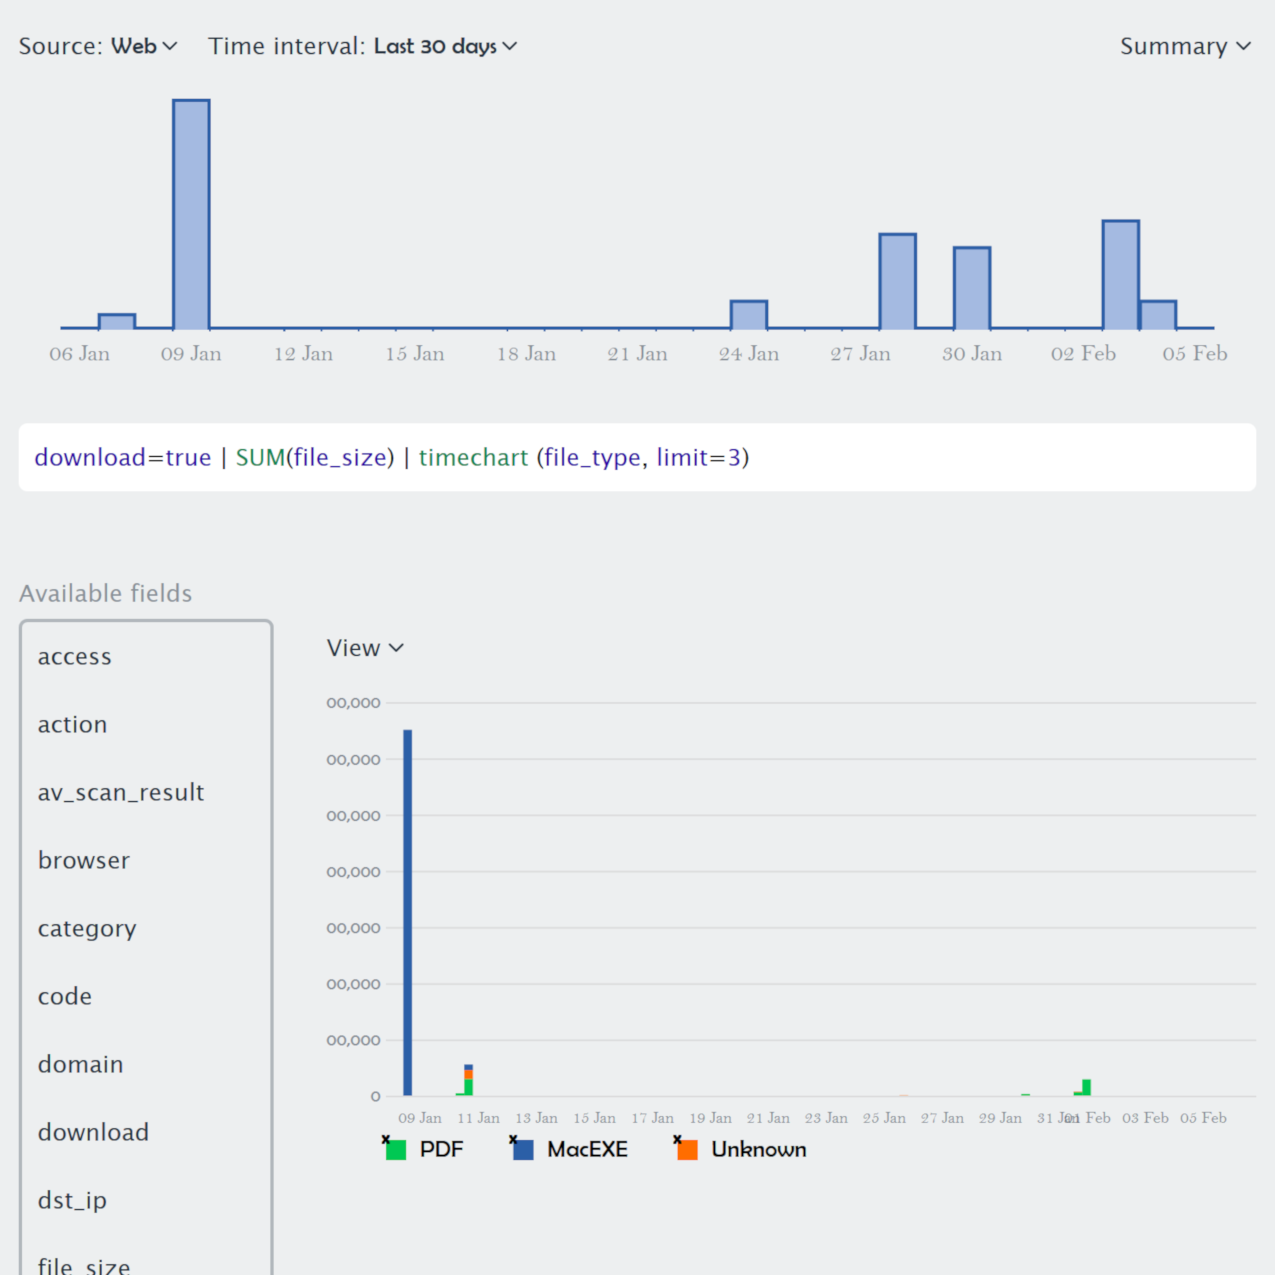 Source: Web Time interval: Last 30 days Summary
06 Jan 09 Jan 12 Jan 15 Jan 18 Jan 21 Jan 24 Jan 27 Jan 30 Jan 02 Feb 05 Feb
download=true | SUM(file_size) | timechart (file_type, limit=3)
Available fields
access
action
av_scan_result
browser
category
code
domain
download
dst_ip
file_size
View
00,000
00,000
00,000
00,000
00,000
00,000
00,000
0
09 Jan 11 Jan 13 Jan 15 Jan 17 Jan 19 Jan 21 Jan 23 Jan 25 Jan 27 Jan 29 Jan 31 Jan 01 Feb 03 Feb 05 Feb
x PDF x MacEXE x Unknown